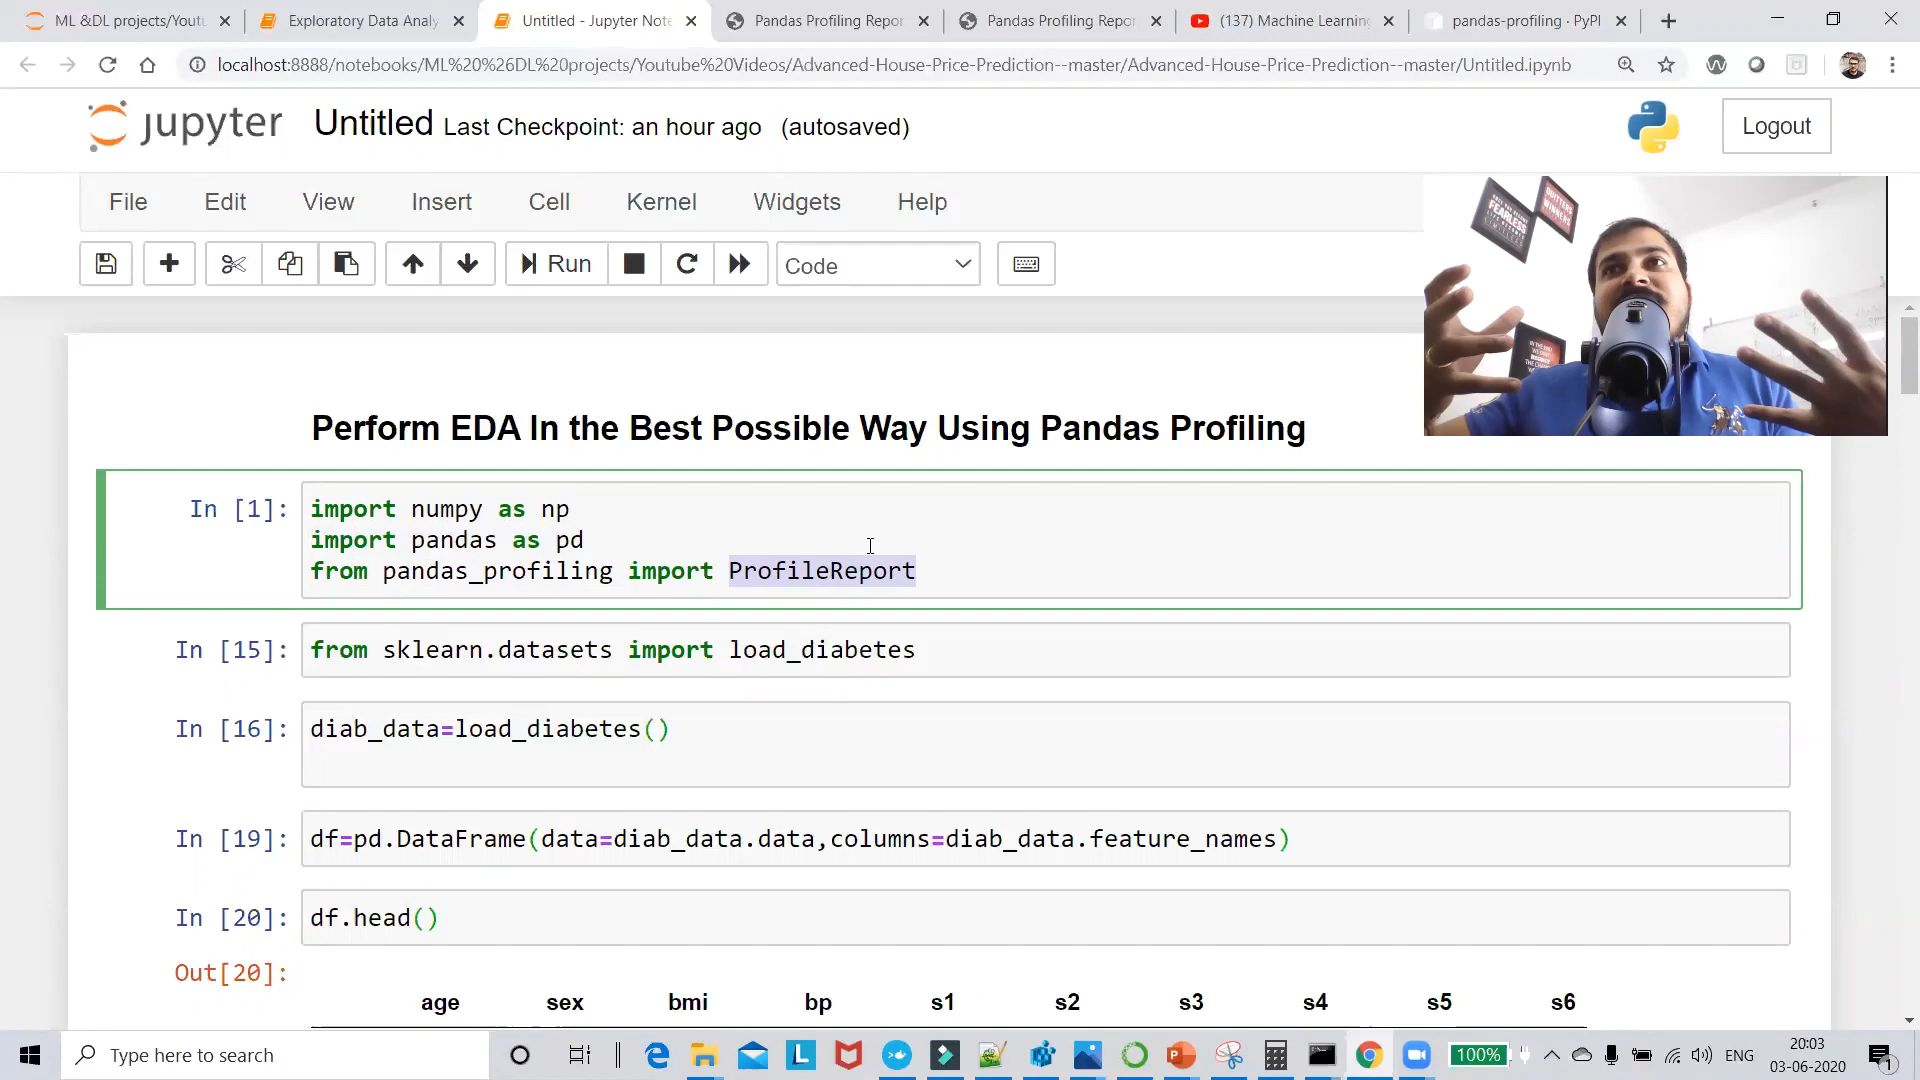 ML &DL projects/Youtu
Exploratory Data Analy
Untitled - Jupyter Note
Pandas Profiling Repor
Pandas Profiling Repor
(137) Machine Learning
pandas-profiling · PyPI
localhost:8888/notebooks/ML%20%26DL%20projects/Youtube%20Videos/Advanced-House-Price-Prediction--master/Advanced-House-Price-Prediction--master/Untitled.ipynb
jupyter Untitled Last Checkpoint: an hour ago (autosaved)
Logout
File Edit View Insert Cell Kernel Widgets Help
Run
Code
FEARLESS
WINNERS
Perform EDA In the Best Possible Way Using Pandas Profiling
In [1]: import numpy as np
import pandas as pd
from pandas_profiling import ProfileReport
In [15]: from sklearn.datasets import load_diabetes
In [16]: diab_data=load_diabetes()
In [19]: df=pd.DataFrame(data=diab_data.data,columns=diab_data.feature_names)
In [20]: df.head()
Out[20]:
age sex bmi bp s1 s2 s3 s4 s5 s6
Type here to search
100%
ENG
20:03
03-06-2020
1